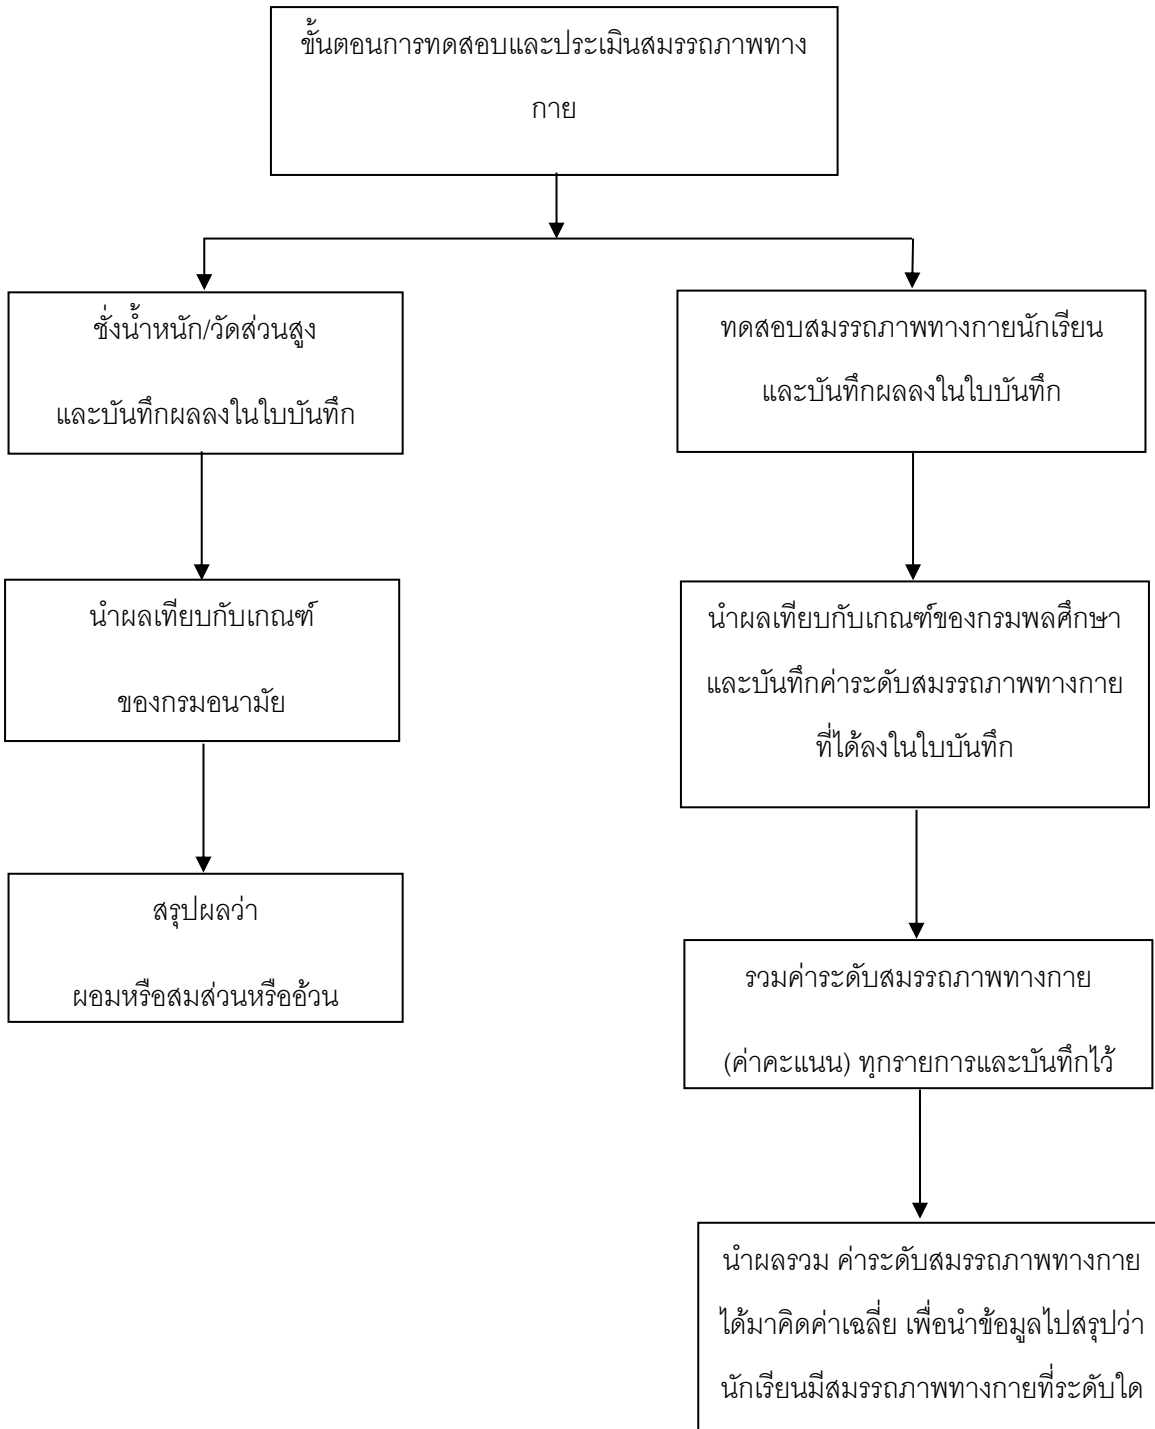 ขั้นตอนการทดสอบและประเมินสมรรถภาพทาง
กาย
ชั่งน้ำหนัก/วัดส่วนสูง
และบันทึกผลลงในใบบันทึก
ทดสอบสมรรถภาพทางกายนักเรียน
และบันทึกผลลงในใบบันทึก
นำผลเทียบกับเกณฑ์
ของกรมอนามัย
นำผลเทียบกับเกณฑ์ของกรมพลศึกษา
และบันทึกค่าระดับสมรรถภาพทางกาย
ที่ได้ลงในใบบันทึก
สรุปผลว่า
ผอมหรือสมส่วนหรืออ้วน
รวมค่าระดับสมรรถภาพทางกาย
(ค่าคะแนน) ทุกรายการและบันทึกไว้
นำผลรวม ค่าระดับสมรรถภาพทางกาย
ได้มาคิดค่าเฉลี่ย เพื่อนำข้อมูลไปสรุปว่า
นักเรียนมีสมรรถภาพทางกายที่ระดับใด